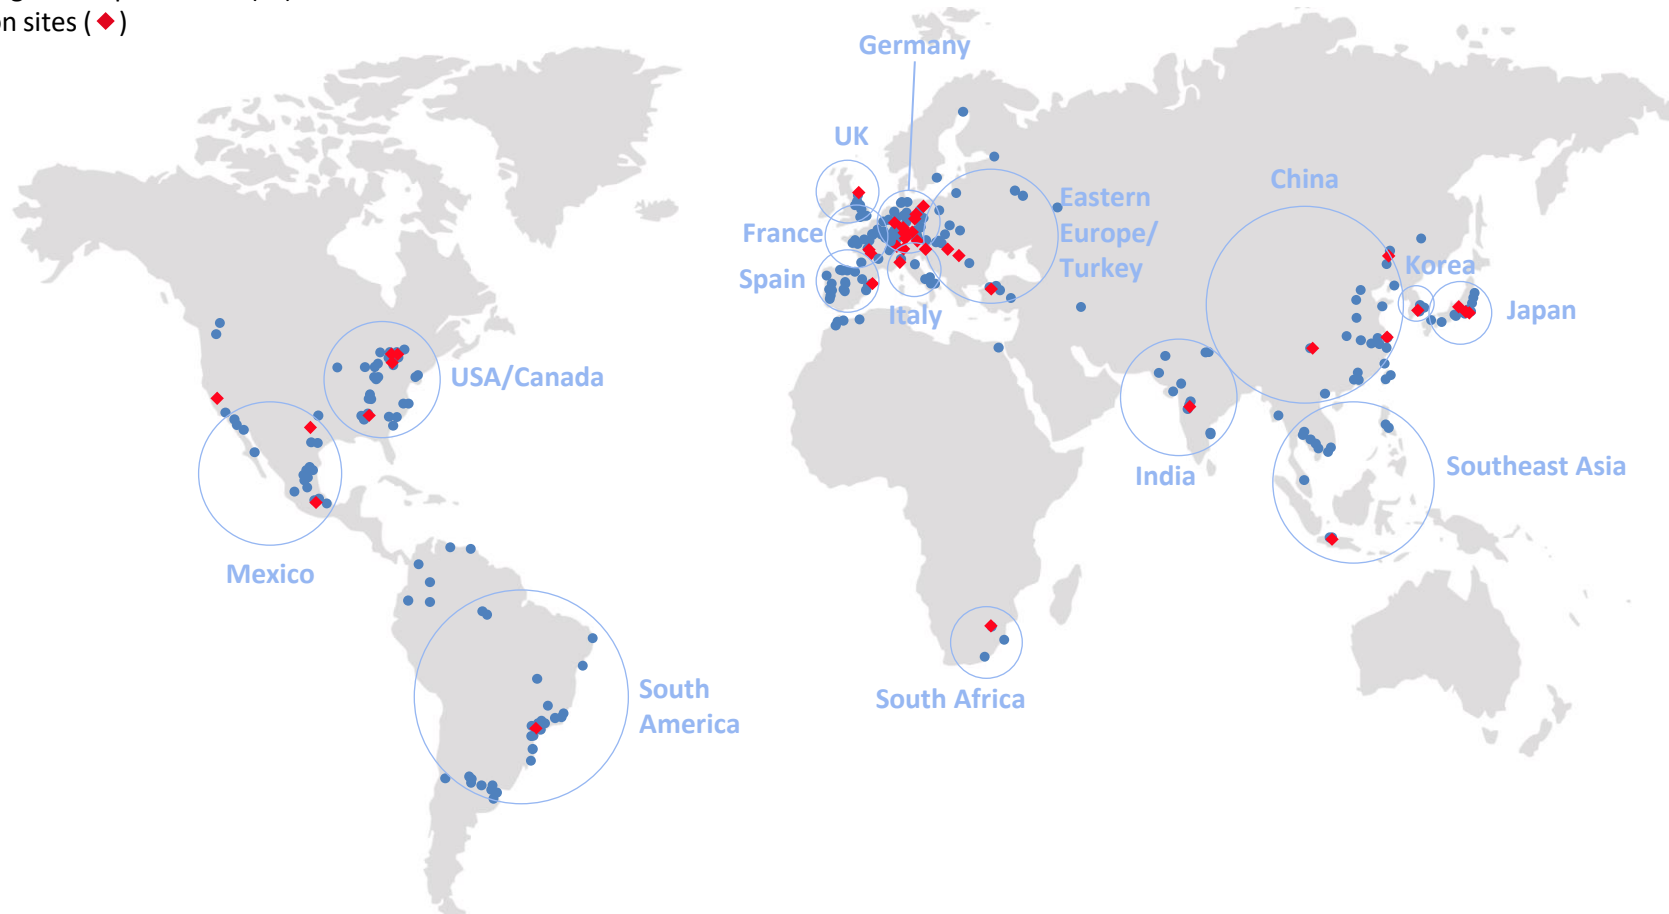 on sites (♦)
Germany
UK
China
Eastern
Europe/
Turkey
France
Korea
Spain
Italy
Japan
USA/Canada
Southeast Asia
India
Mexico
South
America
South Africa